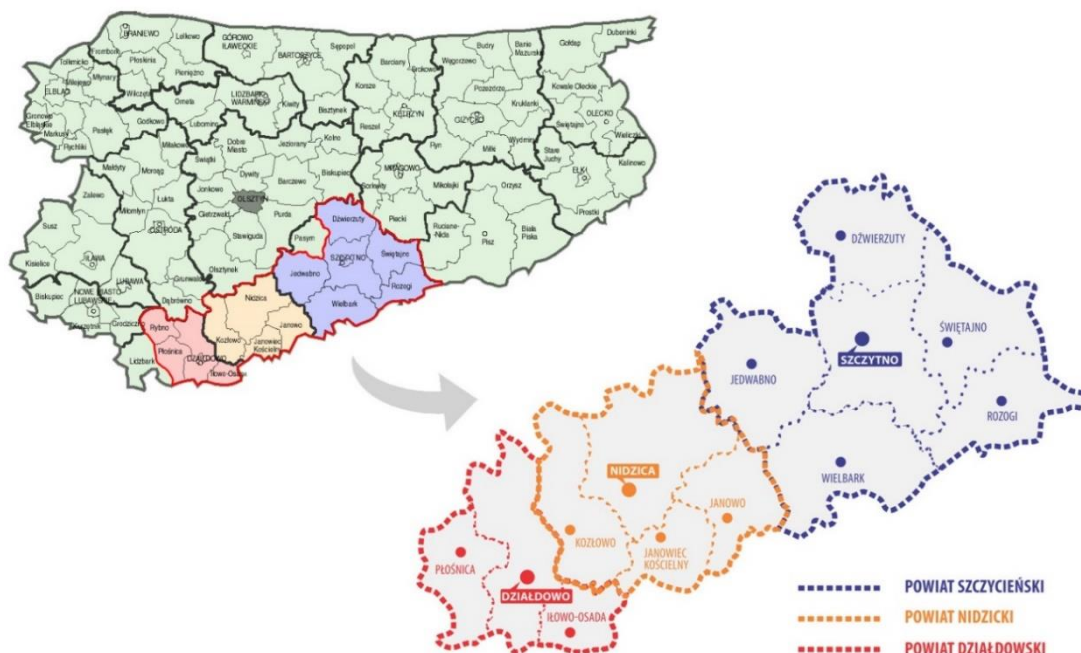 BRANIEWO
Lelkowo
GÓROWO
IŁAWECKIE
Sępopol
BARTOSZYCE
Frombork
Płoskinia
Pieniężno
Barciany
Srokowo
Węgorzewo
Budry
Banie
Mazurskie
Gołdap
Dubeninki
Tolkmicko
Młynary
Milejewo
ELBLĄG
Wilczęta
Orneta
LIDZBARK
WARMIŃSKI
Kiwity
Bisztynek
Korsze
KĘTRZYN
Reszel
Pozezdrze
Kruklanki
GIŻYCKO
Kowale Oleckie
OLECKO
Świętajno
Wieliczki
Gronowo
Elbląskie
Markusy
Rychliki
Pasłęk
Godkowo
Lubomino
Miłakowo
Świątki
Dobre
Miasto
Jeziorany
Kolno
Ryn
Miłki
Wydminy
Stare
Juchy
EŁK
Kalinowo
Małdyty
Morąg
Dywity
Jonkowo
Barczewo
Biskupiec
Sorkwity
MRĄGOWO
Mikołajki
Orzysz
Prostki
Zalewo
Łukta
Miłomłyn
OLSZTYN
Gietrzwałd
Purda
Dźwierzuty
Piecki
Ruciane-
Nida
Pisz
Biała
Piska
Susz
OSTRÓDA
Stawiguda
Pasym
SZCZYTNO
Świętajno
Kisielice
IŁAWA
Olsztynek
Jedwabno
Rozogi
LUBAWA
Grunwald
Biskupiec
NOWE MIASTO
LUBAWSKIE
Dąbrówno
Nidzica
Wielbark
Kurzętnik
Grodziczno
Rybno
Janowo
Płośnica
Kozłowo
Janowiec
Kościelny
Lidzbark
DZIAŁDOWO
Iłowo-Osada
DŹWIERZUTY
ŚWIĘTAJNO
SZCZYTNO
JEDWABNO
ROZOGI
WIELBARK
NIDZICA
JANOWO
KOZŁOWO
JANOWIEC
KOŚCIELNY
PŁOŚNICA
DZIAŁDOWO
IŁOWO-OSADA
POWIAT SZCZYCIEŃSKI
POWIAT NIDZICKI
POWIAT DZIAŁDOWSKI